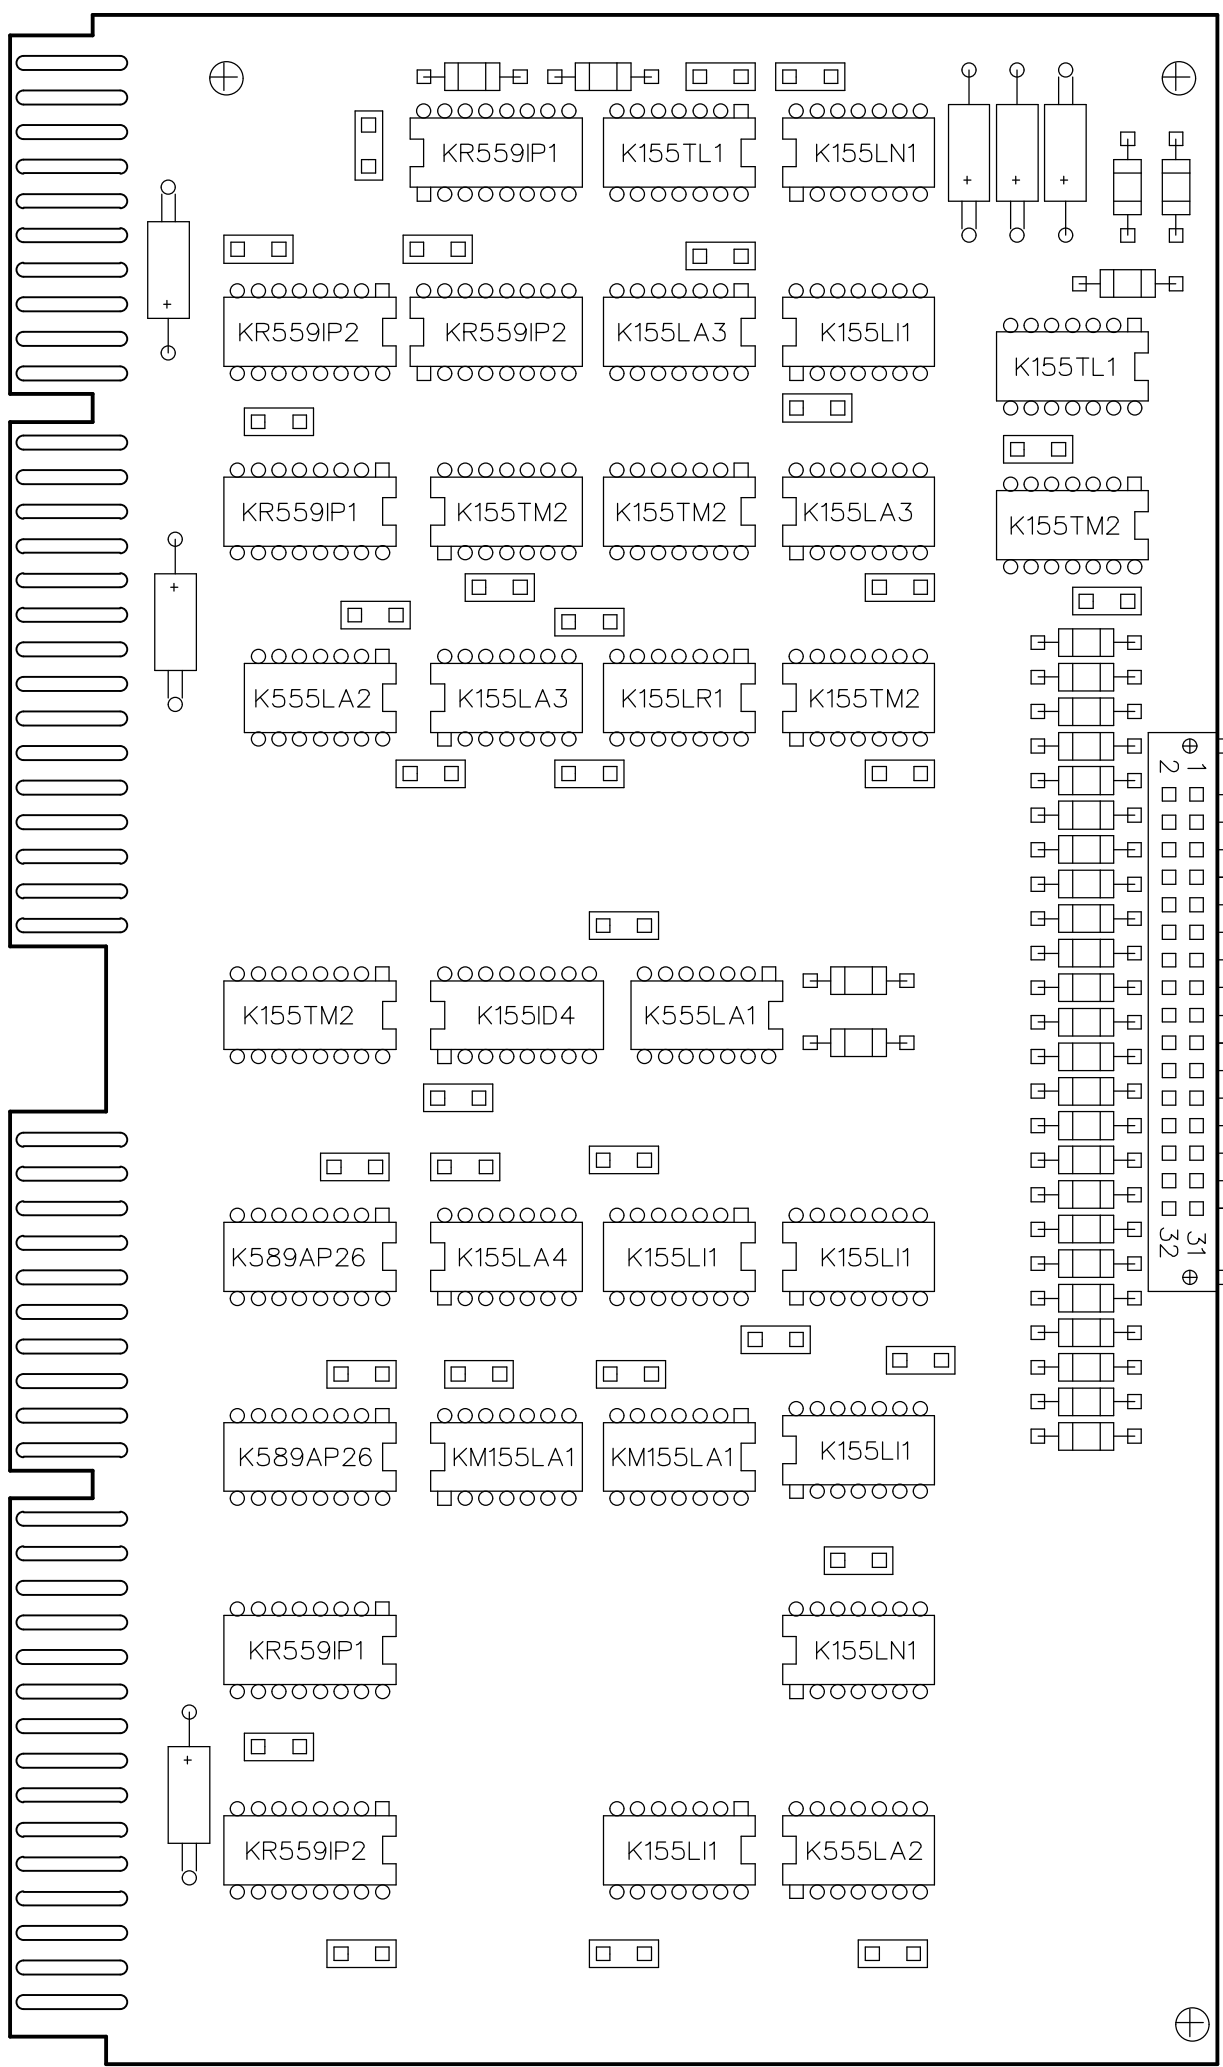 KR559IP1 K155TL1 K155LN1
+ + +
+
KR559IP2 KR559IP2 K155LA3 K155LI1
K155TL1
KR559IP1 K155TM2 K155TM2 K155LA3
K155TM2
+
K555LA2 K155LA3 K155LR1 K155TM2
2 1
K155TM2 K155ID4 K555LA1
K589AP26 K155LA4 K155LI1 K155LI1
32 31
K589AP26 KM155LA1 KM155LA1 K155LI1
KR559IP1 K155LN1
+
KR559IP2 K155LI1 K555LA2